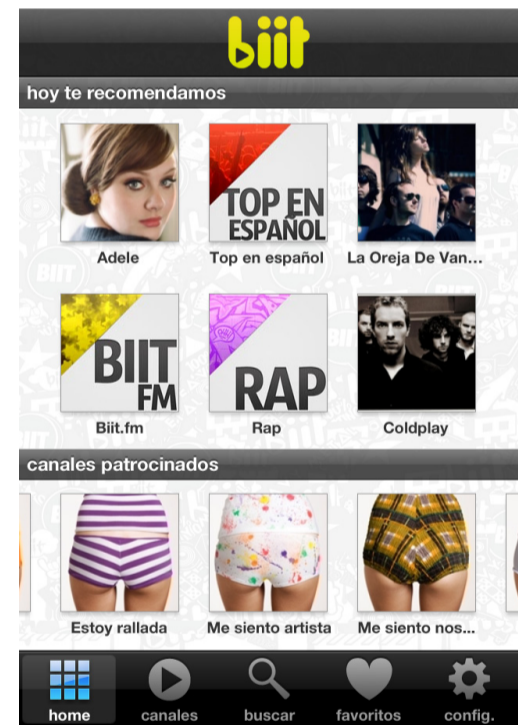 biit
hoy te recomendamos
TOP EN
ESPAÑOL
Adele
Top en español
La Oreja De Van...
BIIT
FM
RAP
Biit.fm
Rap
Coldplay
canales patrocinados
Estoy rallada
Me siento artista
Me siento nos...
home
canales
buscar
favoritos
config.